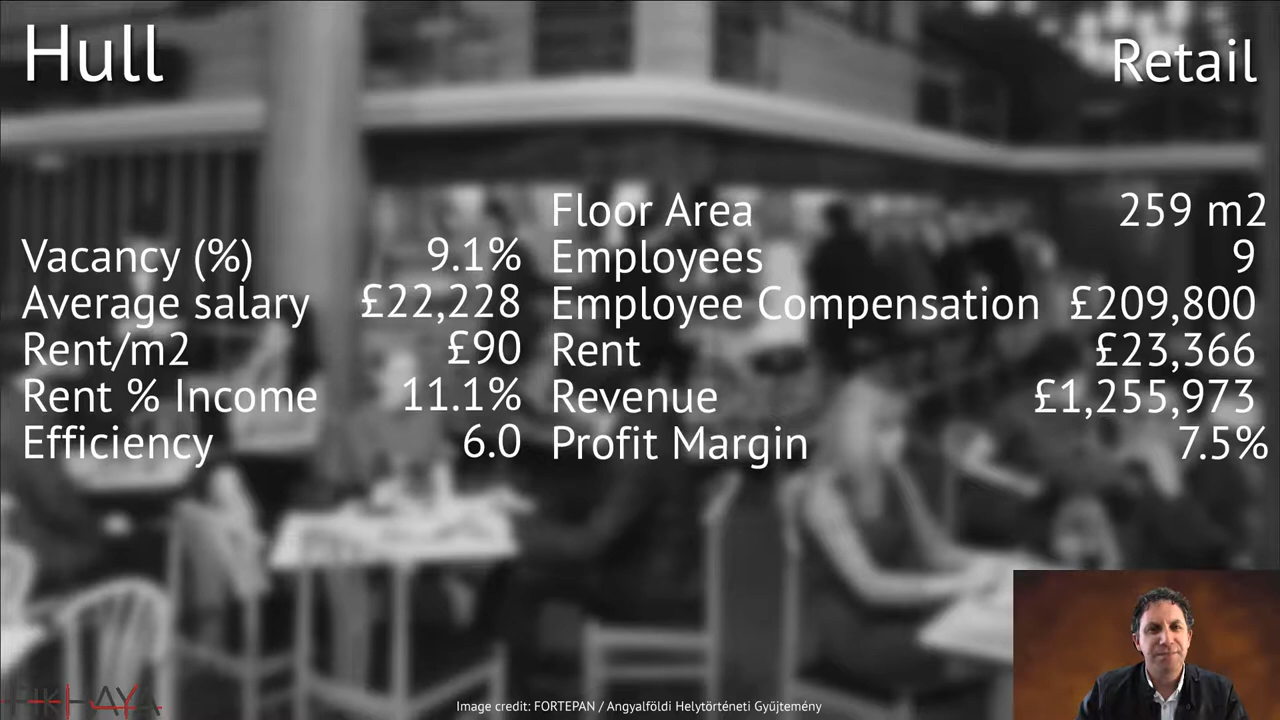 Hull
Retail
Vacancy (%) 9.1%
Average salary £22,228
Rent/m2 £90
Rent % Income 11.1%
Efficiency 6.0
Floor Area 259 m2
Employees 9
Employee Compensation £209,800
Rent £23,366
Revenue £1,255,973
Profit Margin 7.5%
PIKHAYA
Image credit: FORTEPAN / Angyalföldi Helytörténeti Gyűjtemény